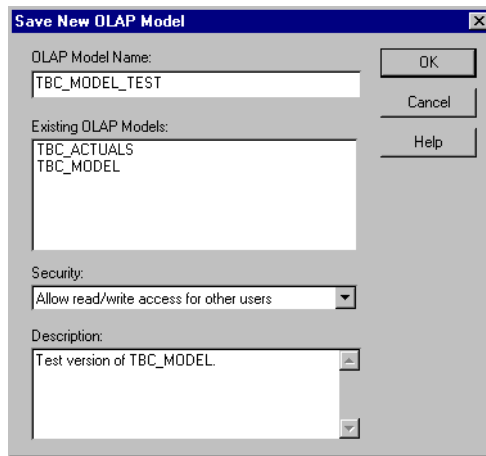 Save New OLAP Model
OLAP Model Name:
TBC_MODEL_TEST
OK
Cancel
Help
Existing OLAP Models:
TBC_ACTUALS
TBC_MODEL
Security:
Allow read/write access for other users
Description:
Test version of TBC_MODEL.